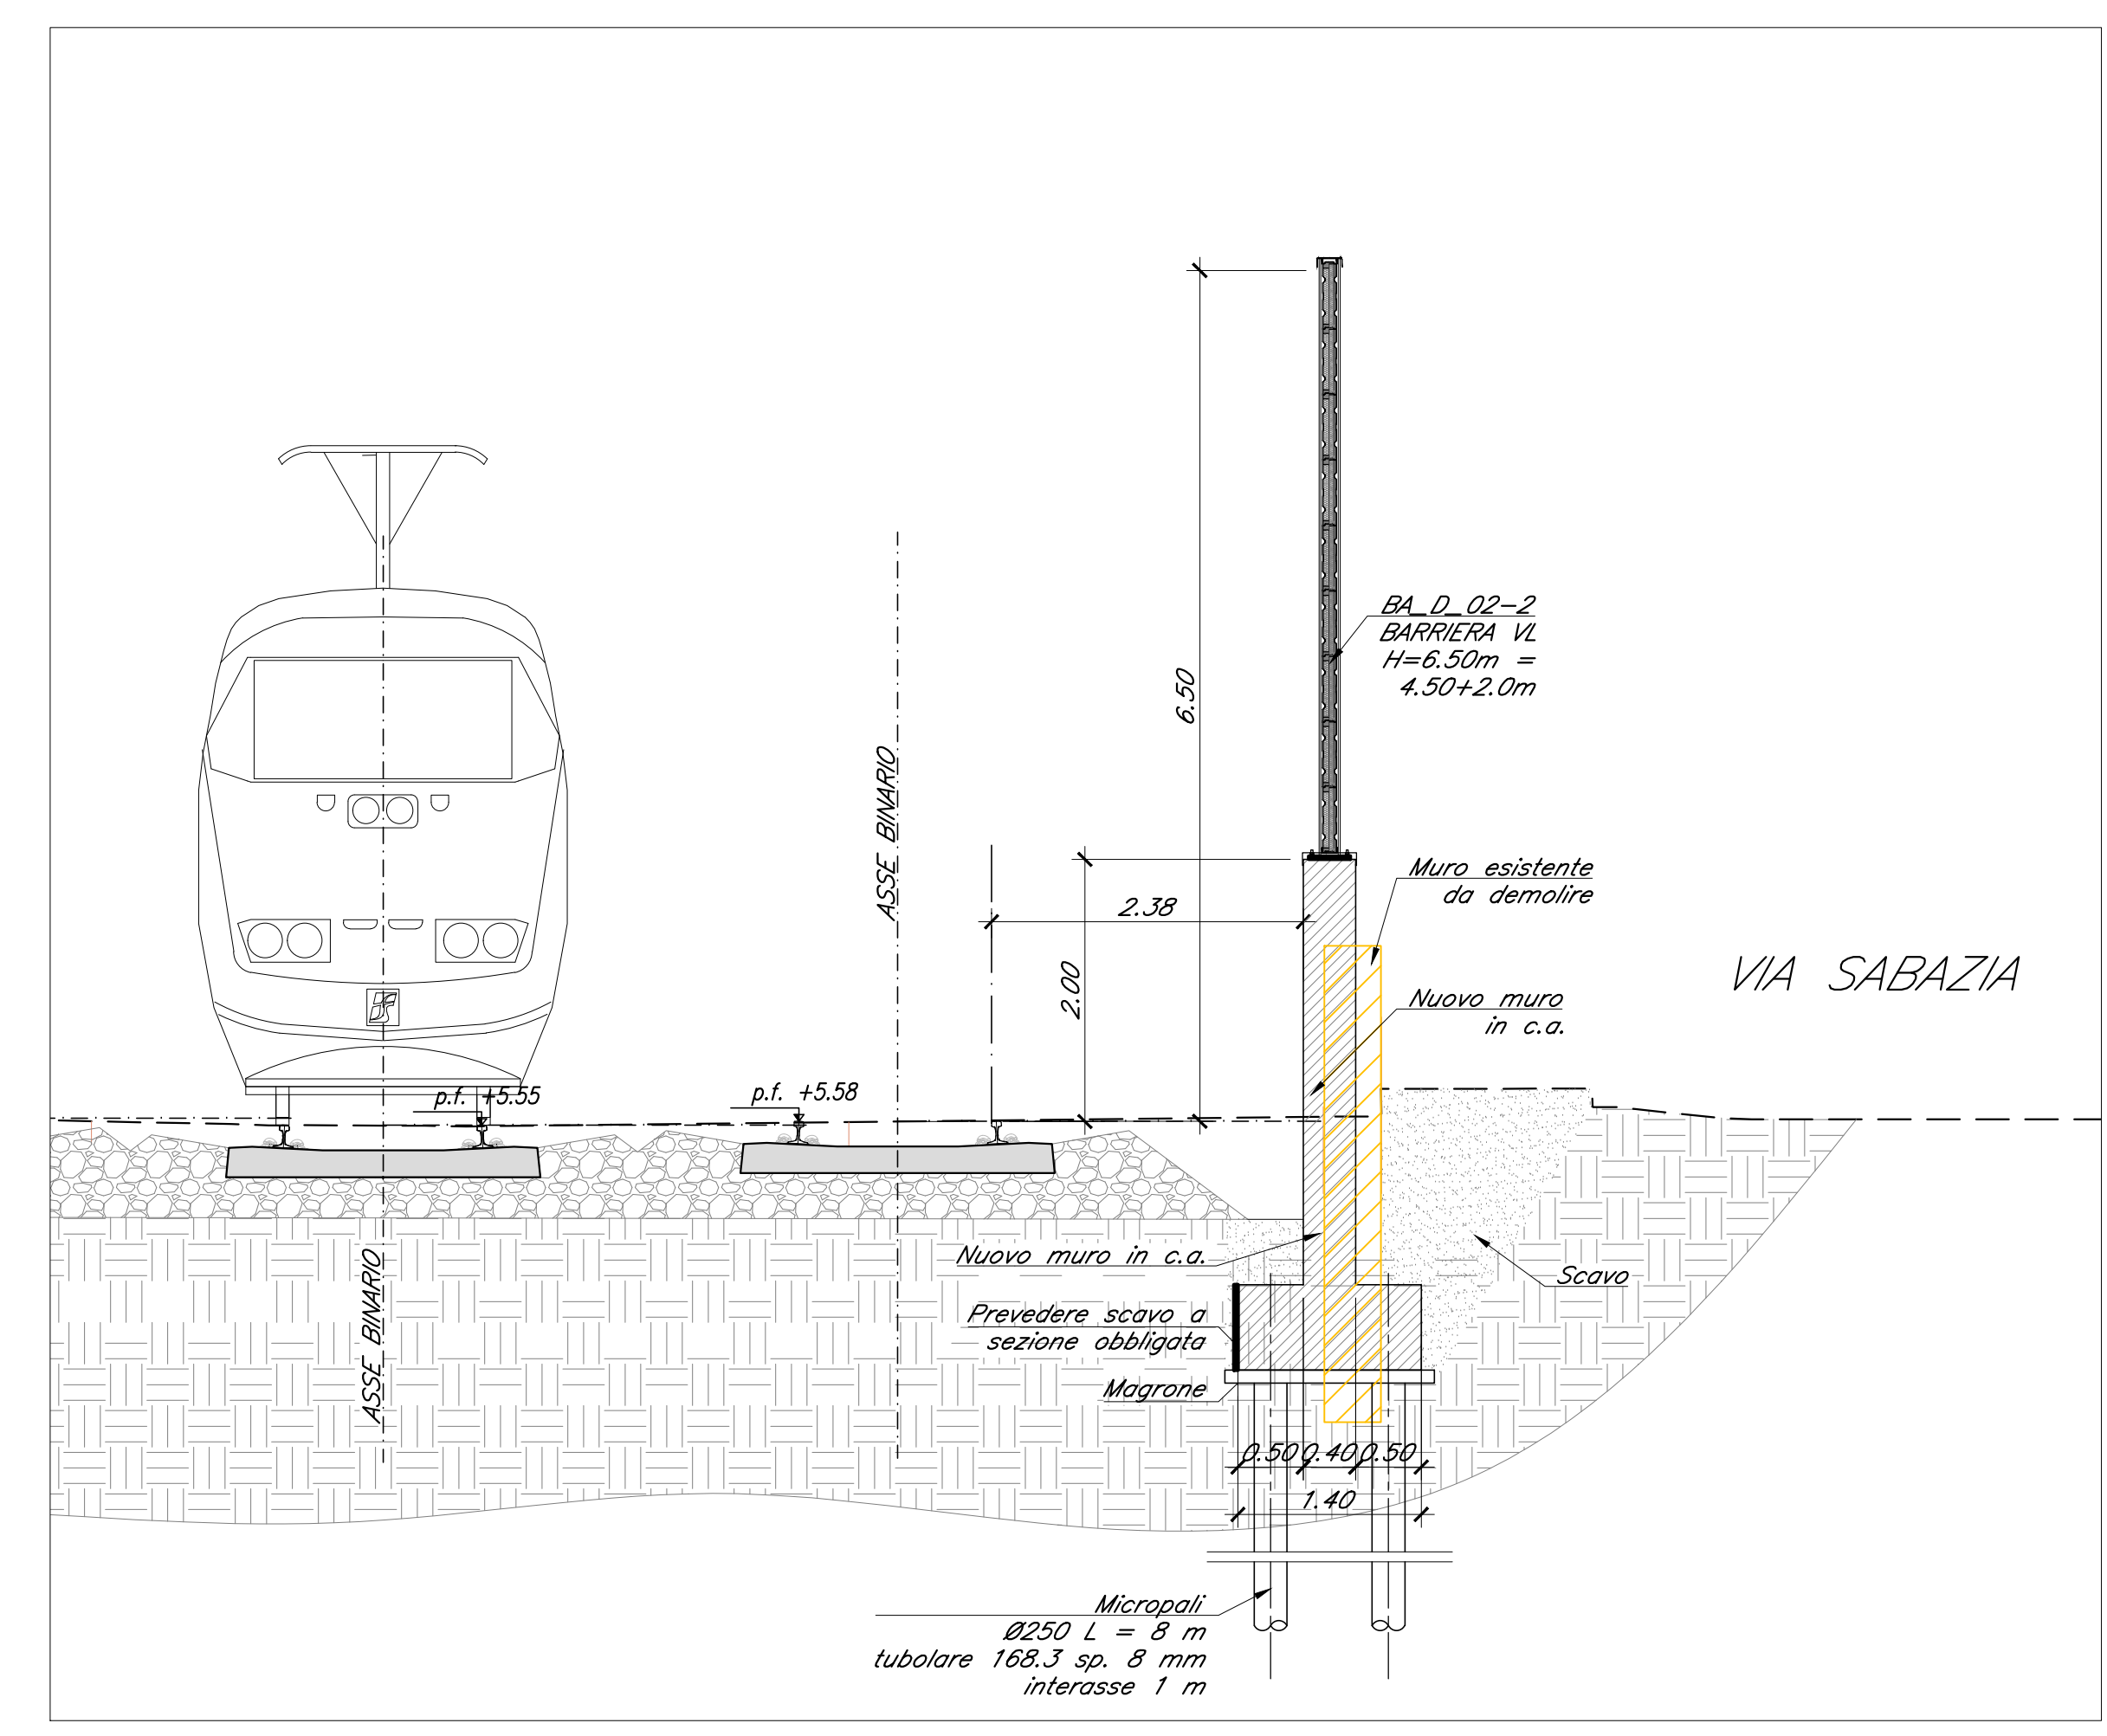 BA_D_02-2
BARRIERA VL
H=6.50m =
4.50+2.0m
6.50
ASSE BINARIO
Muro esistente
da demolire
2.38
2.00
VIA SABAZIA
Nuovo muro
in c.a.
p.f. +5.55
p.f. +5.58
Nuovo muro in c.a.
Scavo
ASSE BINARIO
Prevedere scavo a
sezione obbligata
Magrone
0.50 0.40 0.50
1.40
Micropali
Ø250 L = 8 m
tubolare 168.3 sp. 8 mm
interasse 1 m